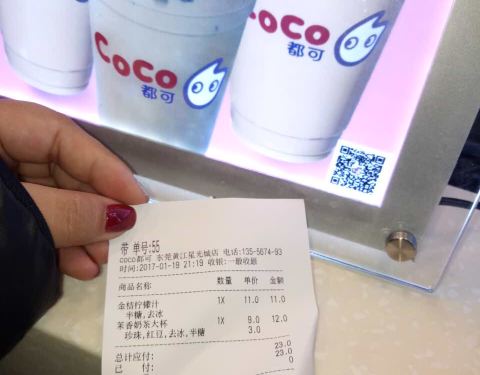 CoCo
都可
coco
都可
带 单号:55
coco都可 东莞黄江星光城店 电话:135-5674-93
时间:2017-01-19 21:19 收银:一般收银
商品名称 数量 单价 金额
金桔柠檬汁 1X 11.0 11.0
半糖,去冰
茉香奶茶大杯 1X 9.0 12.0
珍珠,红豆,去冰,半糖 3.0
23.0
总计应付: 23.0
已 付: 0